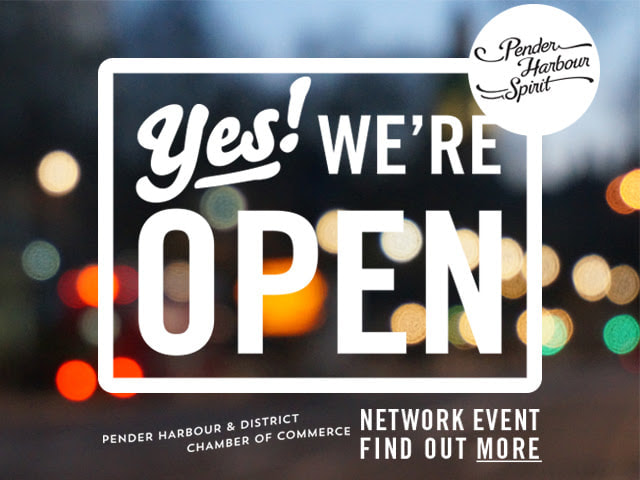 Pender
Harbour
Spirit
Yes! WE'RE
OPEN
PENDER HARBOUR & DISTRICT
CHAMBER OF COMMERCE
NETWORK EVENT
FIND OUT MORE